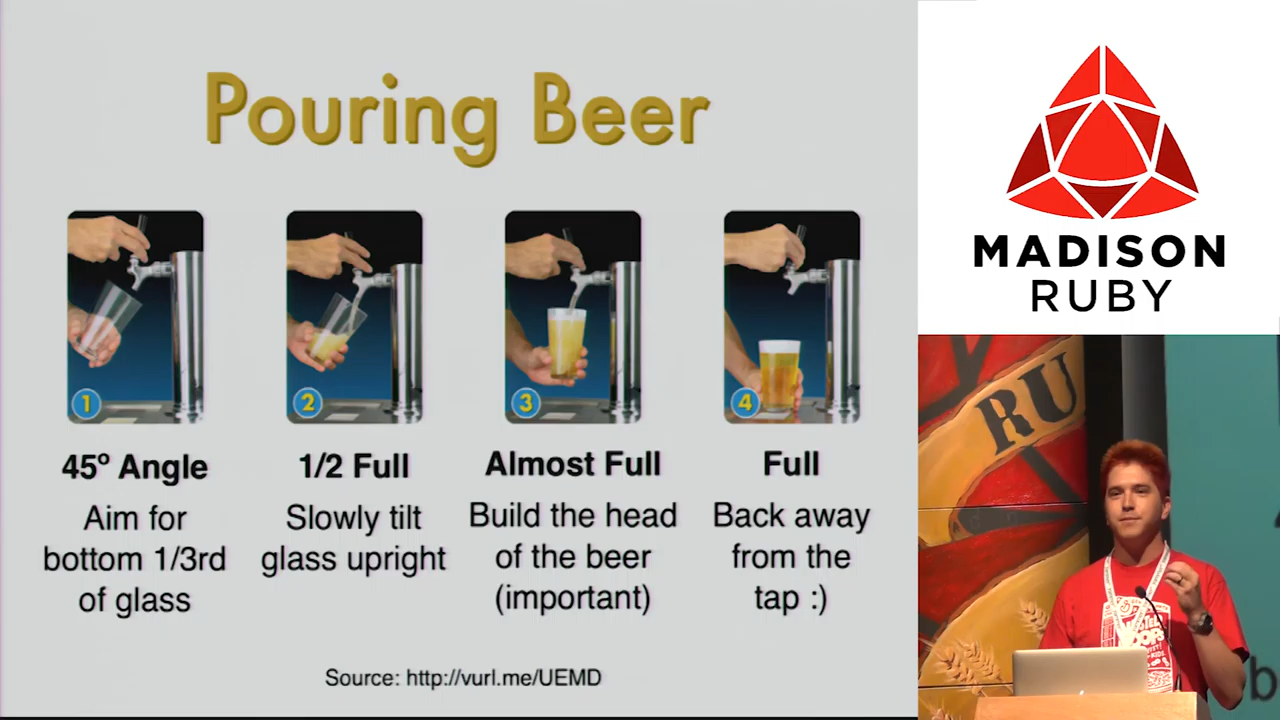 Pouring Beer
1
2
3
4
45º Angle
Aim for
bottom 1/3rd
of glass
1/2 Full
Slowly tilt
glass upright
Almost Full
Build the head
of the beer
(important)
Full
Back away
from the
tap :)
Source: http://vurl.me/UEMD
MADISON
RUBY
RU
b